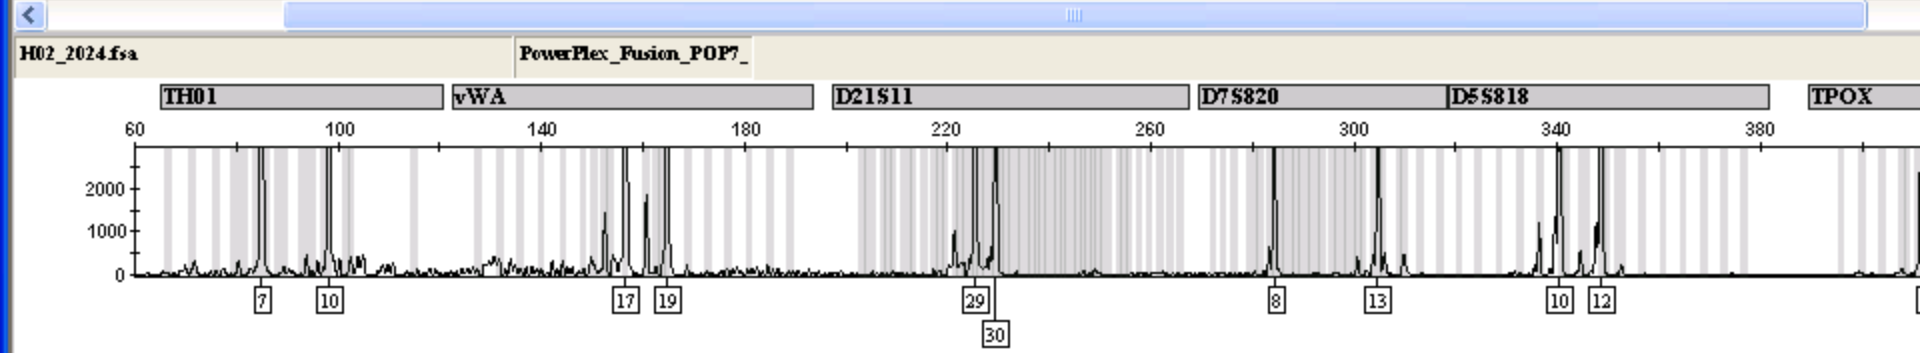 H02_2024.fsa PowerPlex_Fusion_POP7_
TH01 vWA D21S11 D7S820 D5S818 TPOX
60 100 140 180 220 260 300 340 380
2000
1000
0
7 10 17 19 29 8 13 10 12
30